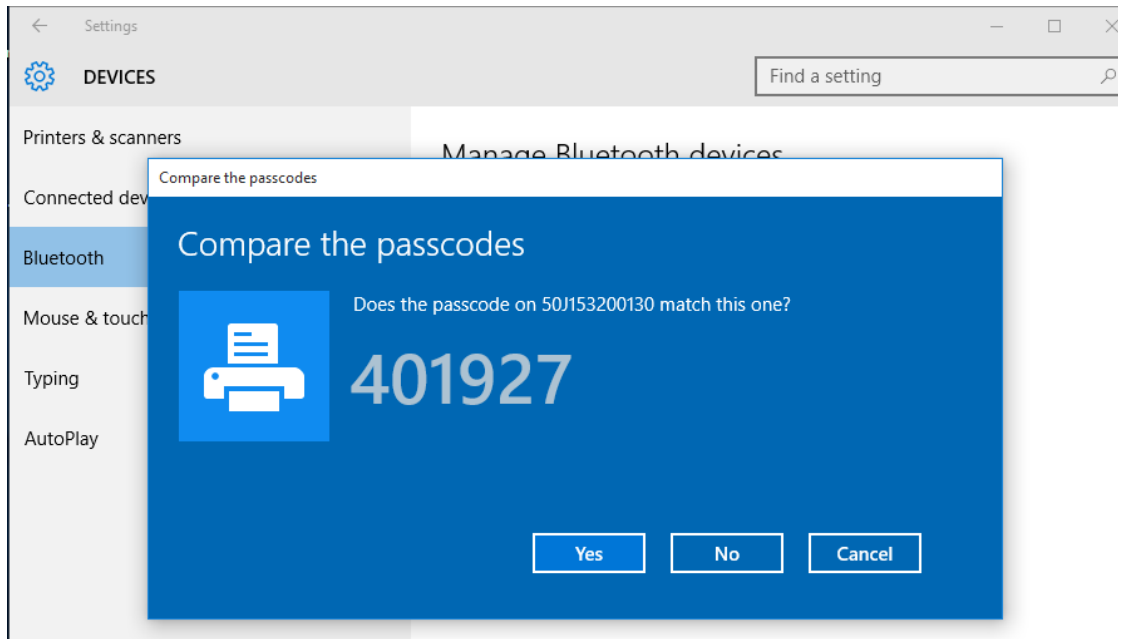 Settings
DEVICES
Find a setting
Printers & scanners
Manage Bluetooth devices
Connected dev
Bluetooth
Mouse & touch
Typing
AutoPlay
Compare the passcodes
Compare the passcodes
Does the passcode on 50J153200130 match this one?
401927
Yes No Cancel